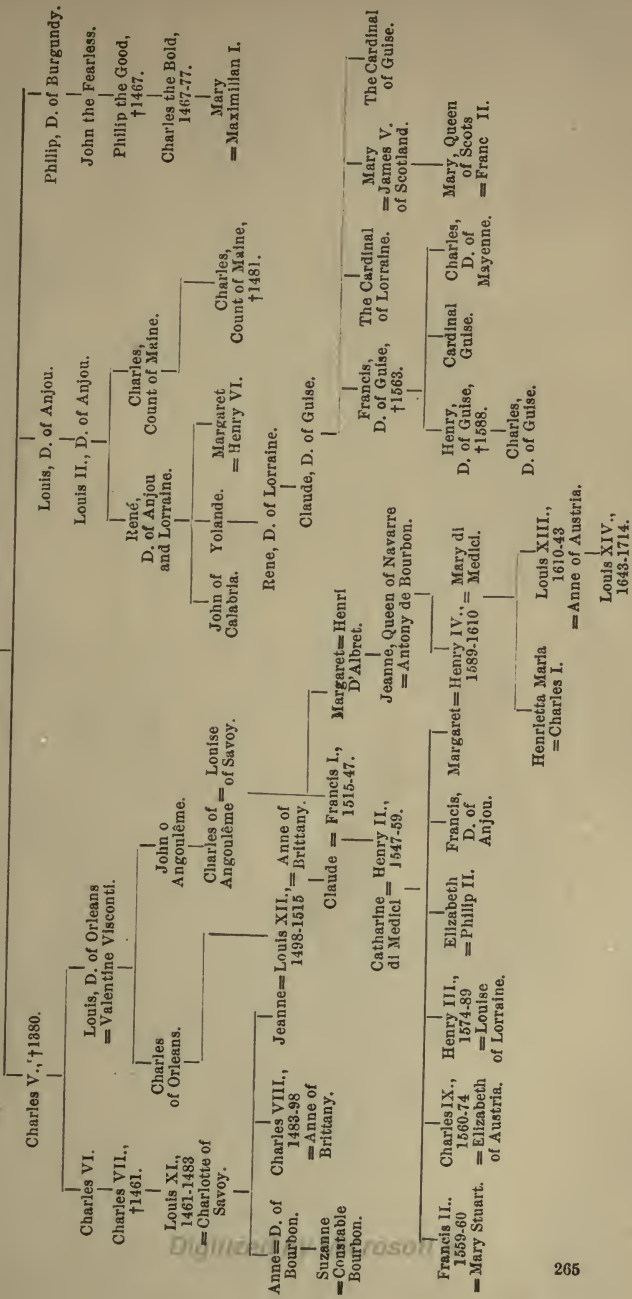 Charles V., †1380.
Louis, D. of Anjou.
Philip, D. of Burgundy.
Charles VI.
Louis, D. of Orleans
= Valentine Visconti.
Louis II., D. of Anjou.
John the Fearless.
Charles VII.,
†1461.
Charles
of Orleans.
John o
Angoulême.
René,
D. of Anjou
and Lorraine.
Charles,
Count of Maine.
Philip the Good,
†1467.
Louis XI.,
1461-1483
= Charlotte of
Savoy.
Charles of = Louise
Angoulême of Savoy.
John of
Calabria.
Yolande.
Margaret
= Henry VI.
Charles,
Count of Maine,
†1481.
Charles the Bold,
1467-77.
Mary
= Maximilian I.
Anne = D. of
Bourbon.
Charles VIII.,
1483-98
= Anne of
Brittany.
Jeanne = Louis XII., = Anne of
1498-1515 Brittany.
Rene, D. of Lorraine.
Suzanne
= Constable
Bourbon.
Claude = Francis I.,
1515-47.
Margaret = Henri
D'Albret.
Claude, D. of Guise.
Catharine = Henry II.,
di Medici 1547-59.
Jeanne, Queen of Navarre
= Antony de Bourbon.
Francis,
D. of Guise,
†1563.
The Cardinal
of Lorraine.
Mary
= James V.
of Scotland.
The Cardinal
of Guise.
Francis II..
1559-60
= Mary Stuart.
Charles IX.,
1560-74
= Elizabeth
of Austria.
Henry III.,
1574-89
= Louise
of Lorraine.
Elizabeth
= Philip II.
Francis,
D. of
Anjou.
Margaret = Henry IV., = Mary di
1589-1610 Medici.
Henry,
D. of Guise,
†1588.
Cardinal
Guise.
Charles,
D. of
Mayenne.
Mary, Queen
of Scots
= Franc II.
Charles,
D. of Guise.
Henrietta Maria
= Charles I.
Louis XIII.,
1610-43
= Anne of Austria.
Louis XIV.,
1643-1714.
265